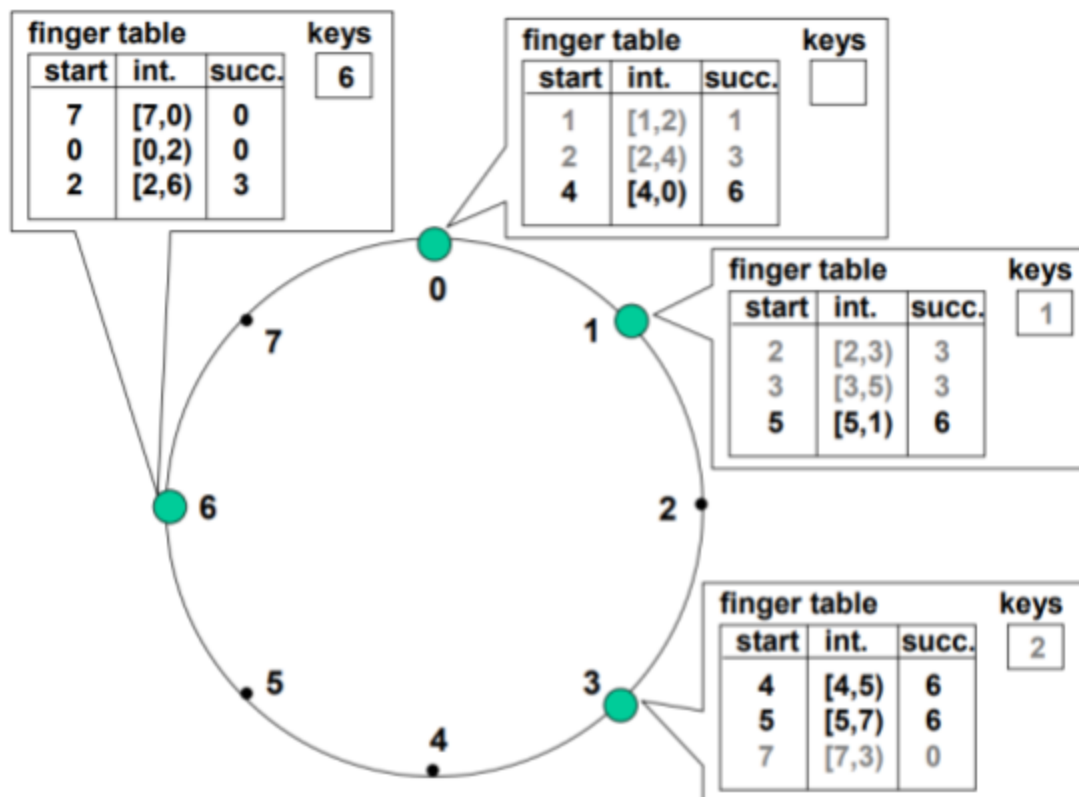 finger table keys
start int. succ. 6
7 [7,0) 0
0 [0,2) 0
2 [2,6) 3
finger table keys
start int. succ.
1 [1,2) 1
2 [2,4) 3
4 [4,0) 6
finger table keys
start int. succ. 1
2 [2,3) 3
3 [3,5) 3
5 [5,1) 6
finger table keys
start int. succ. 2
4 [4,5) 6
5 [5,7) 6
7 [7,3) 0
0
1
2
3
4
5
6
7